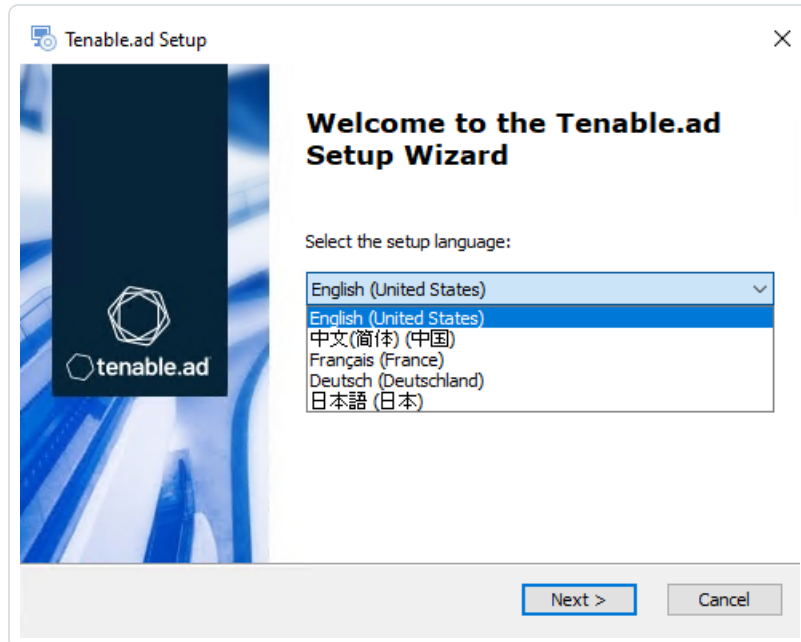 Tenable.ad Setup
Welcome to the Tenable.ad
Setup Wizard
Select the setup language:
English (United States)
English (United States)
中文(简体) (中国)
Français (France)
Deutsch (Deutschland)
日本語 (日本)
tenable.ad
Next >
Cancel